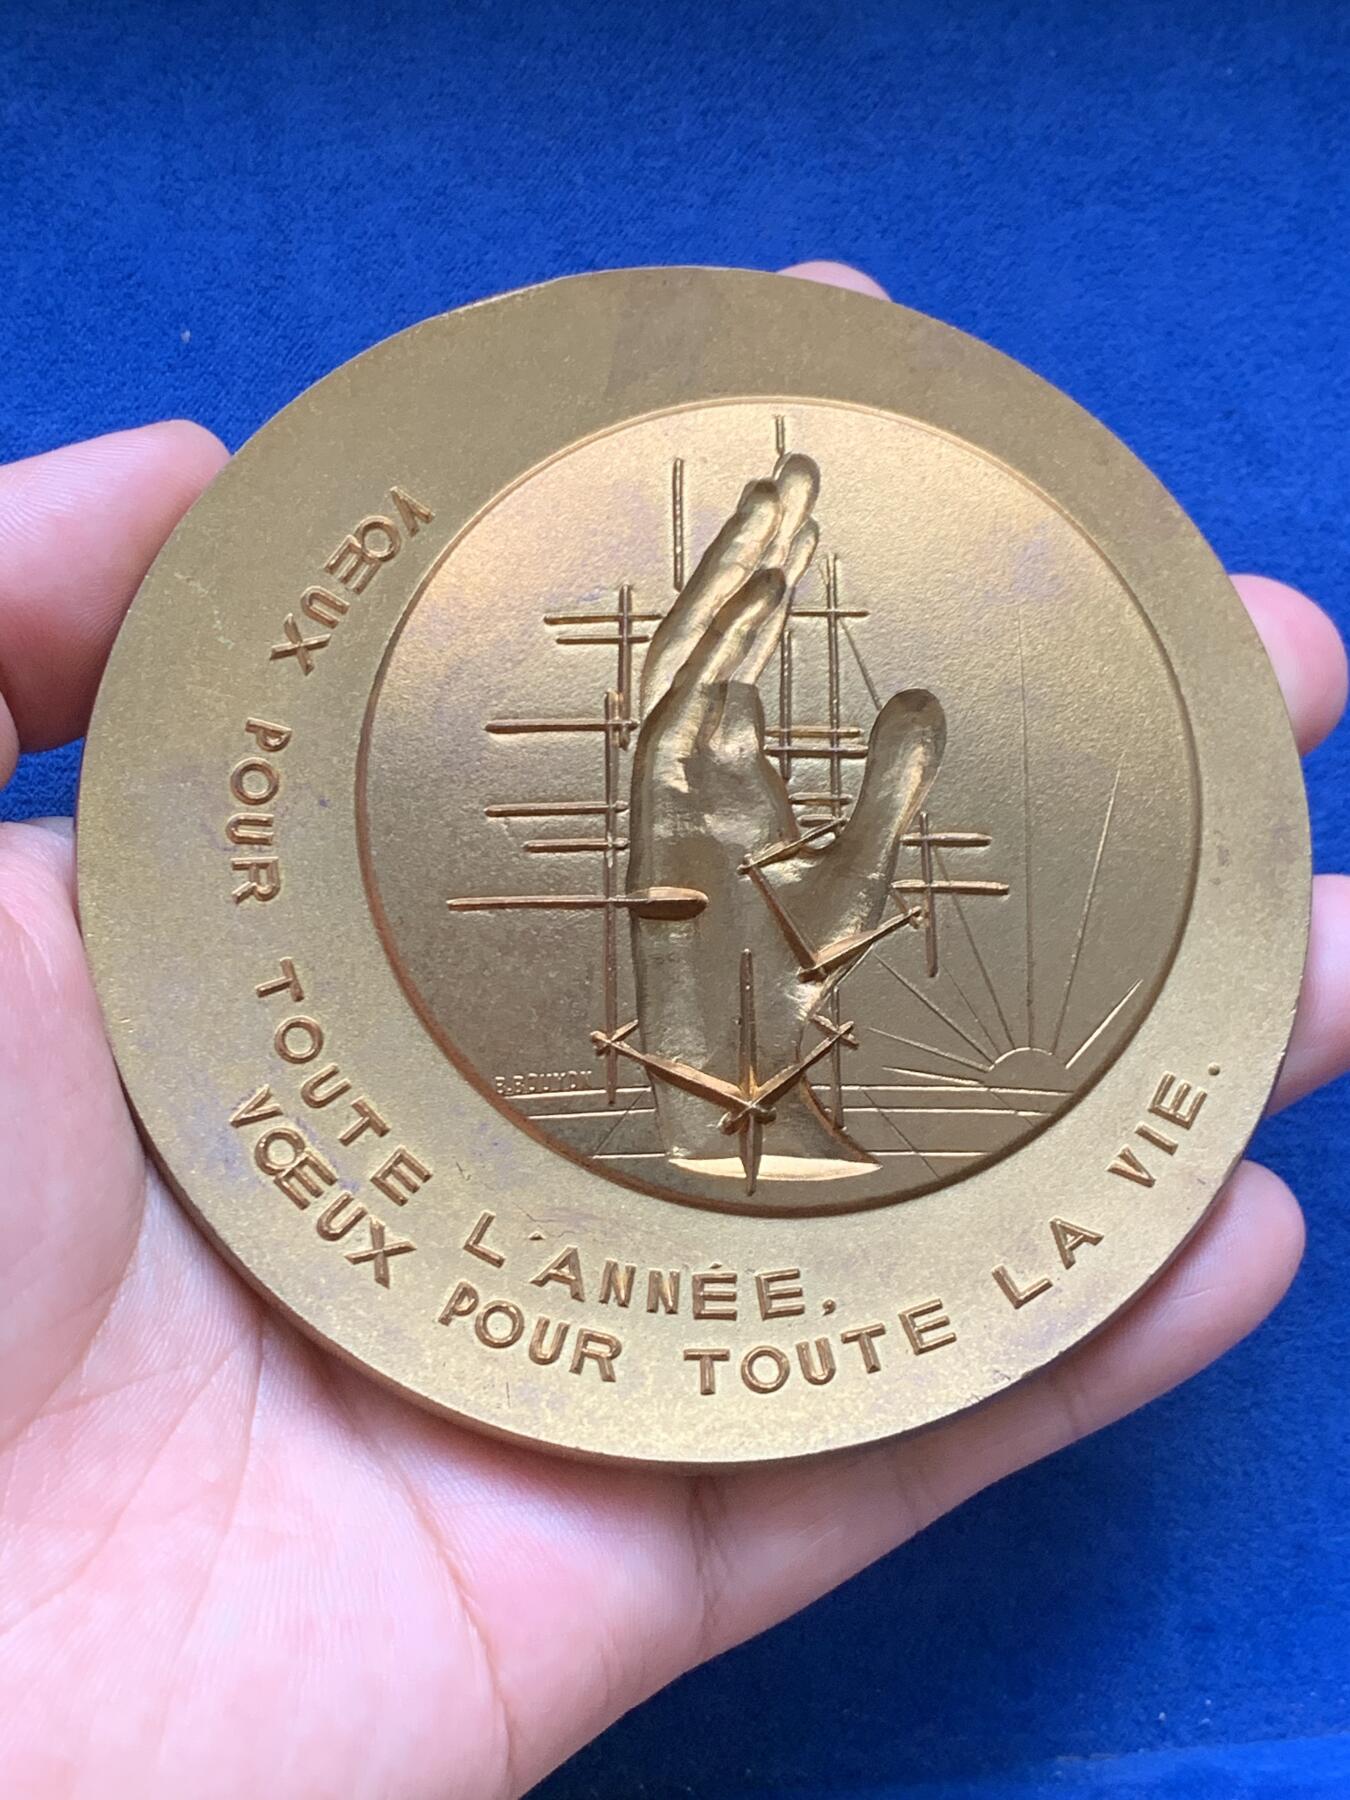 VŒUX POUR TOUTE L'ANNÉE,
VŒUX POUR TOUTE LA VIE.